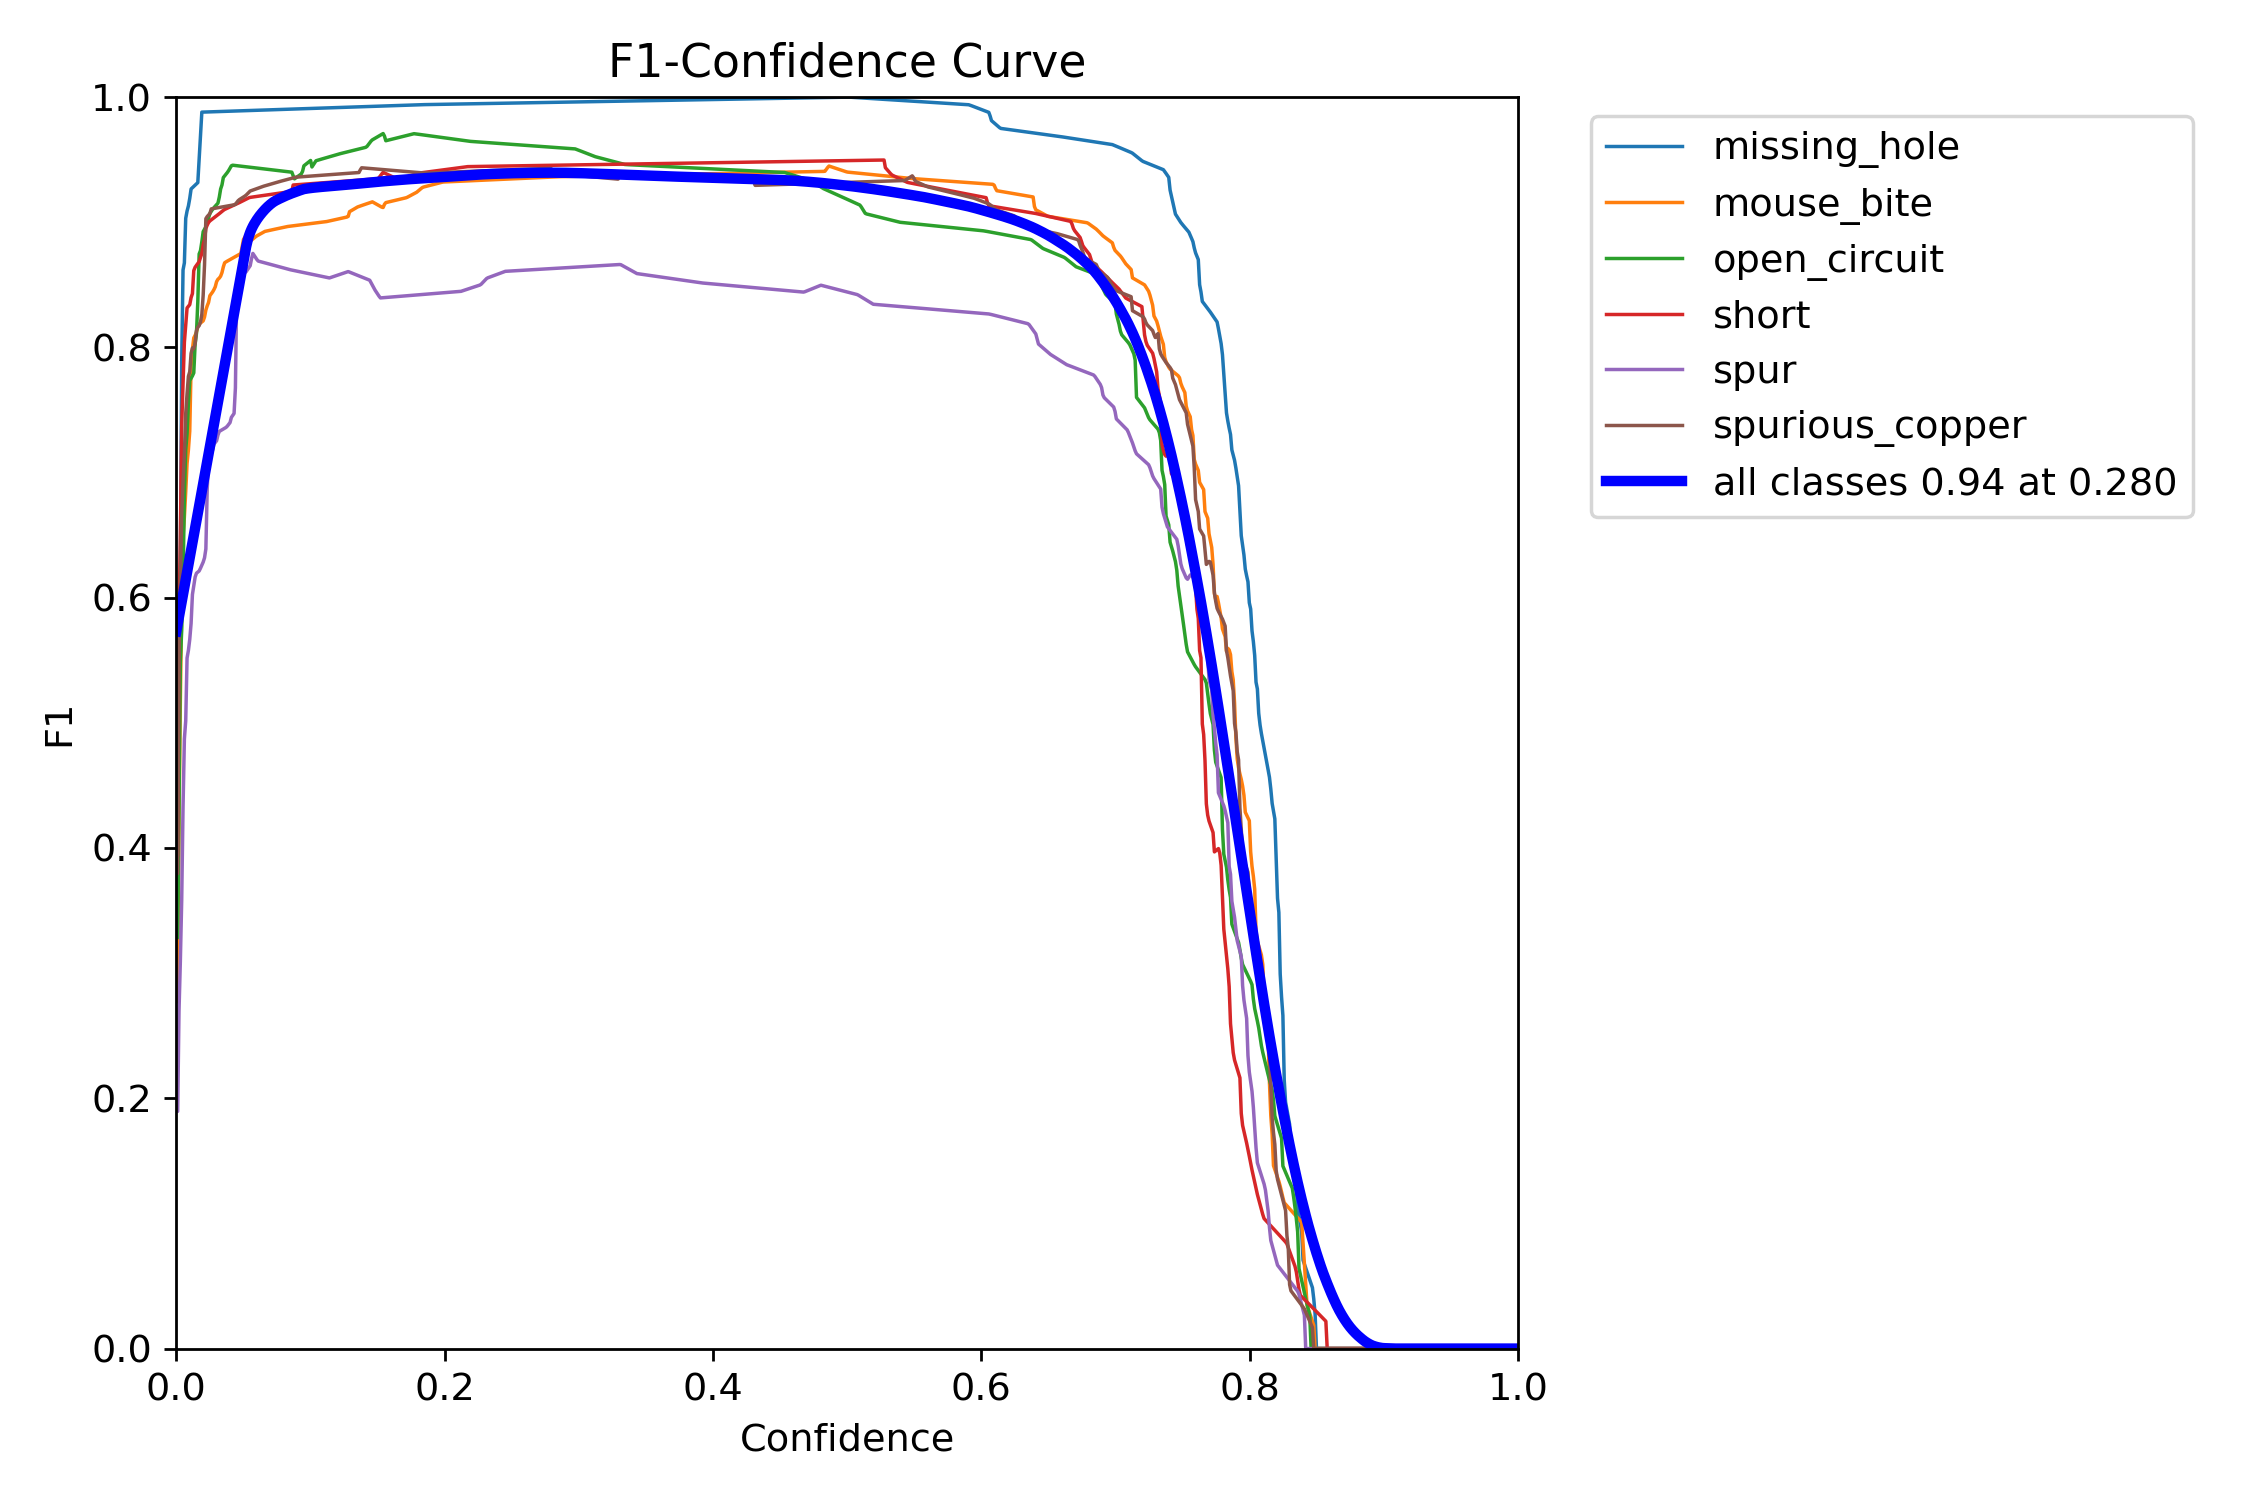 F1-Confidence Curve
1.0
0.8
0.6
0.4
0.2
0.0
F1
0.0 0.2 0.4 0.6 0.8 1.0
Confidence
missing_hole
mouse_bite
open_circuit
short
spur
spurious_copper
all classes 0.94 at 0.280